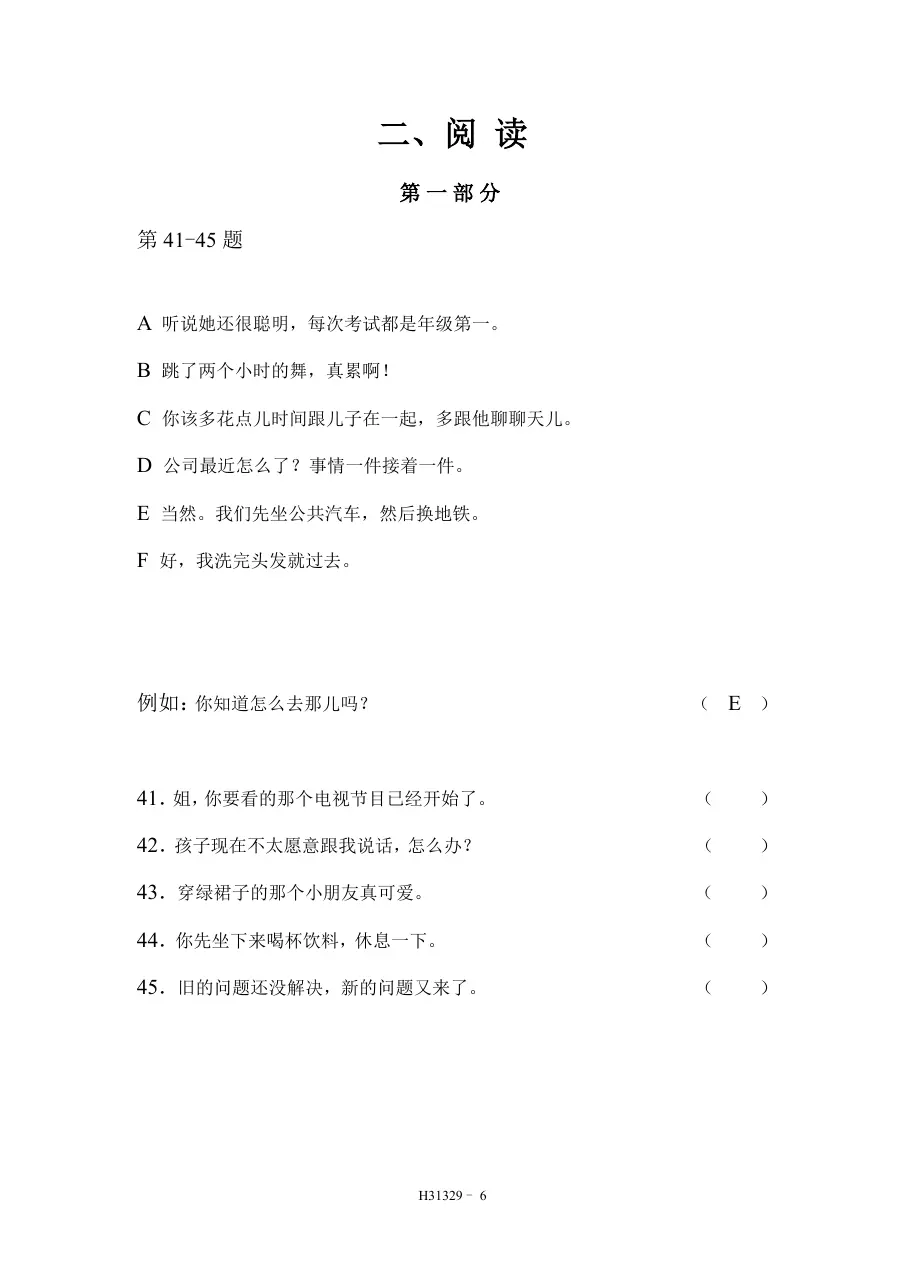 二、阅 读
第一部分
第 41-45 题
A 听说她还很聪明，每次考试都是年级第一。
B 跳了两个小时的舞，真累啊！
C 你该多花点儿时间跟儿子在一起，多跟他聊聊天儿。
D 公司最近怎么了？事情一件接着一件。
E 当然。我们先坐公共汽车，然后换地铁。
F 好，我洗完头发就过去。
例如：你知道怎么去那儿吗？ （ E ）
41．姐，你要看的那个电视节目已经开始了。 （ ）
42．孩子现在不太愿意跟我说话，怎么办？ （ ）
43．穿绿裙子的那个小朋友真可爱。 （ ）
44．你先坐下来喝杯饮料，休息一下。 （ ）
45．旧的问题还没解决，新的问题又来了。 （ ）
H31329 - 6